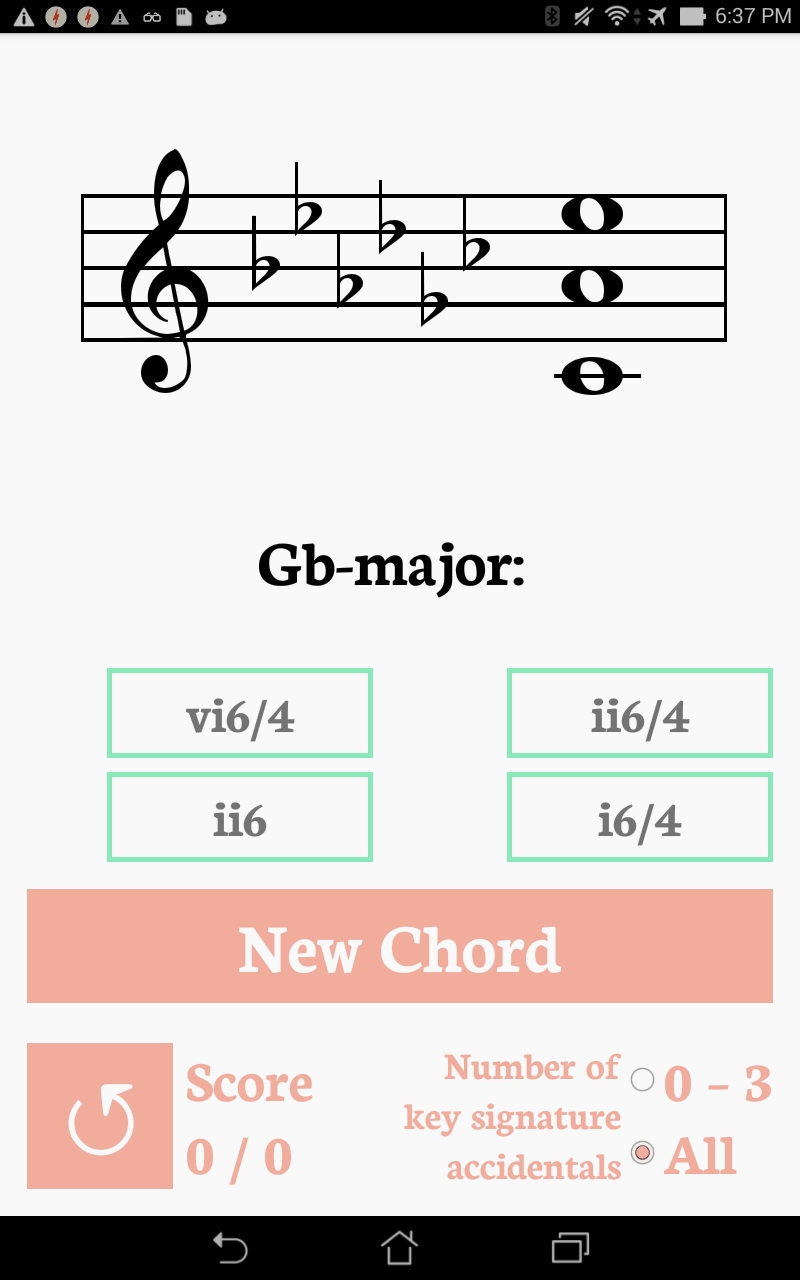 6:37 PM
Gb-major:
vi6/4
ii6/4
ii6
i6/4
New Chord
Score
0 / 0
Number of
key signature
accidentals
0 – 3
All